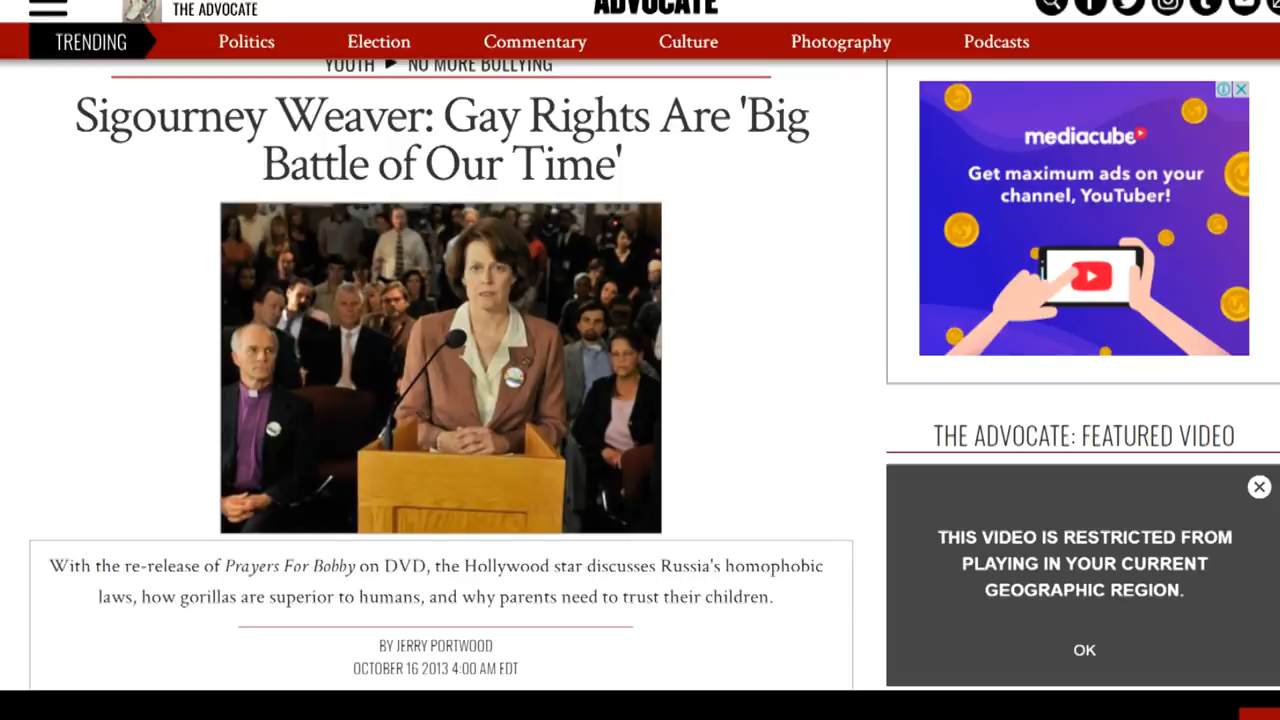 THE ADVOCATE
ADVOCATE
TRENDING
Politics
Election
Commentary
Culture
Photography
Podcasts
YOUTH ▶ NO MORE BULLYING
Sigourney Weaver: Gay Rights Are 'Big
Battle of Our Time'
With the re-release of Prayers For Bobby on DVD, the Hollywood star discusses Russia's homophobic
laws, how gorillas are superior to humans, and why parents need to trust their children.
BY JERRY PORTWOOD
OCTOBER 16 2013 4:00 AM EDT
mediacube
Get maximum ads on your
channel, YouTuber!
THE ADVOCATE: FEATURED VIDEO
THIS VIDEO IS RESTRICTED FROM
PLAYING IN YOUR CURRENT
GEOGRAPHIC REGION.
OK